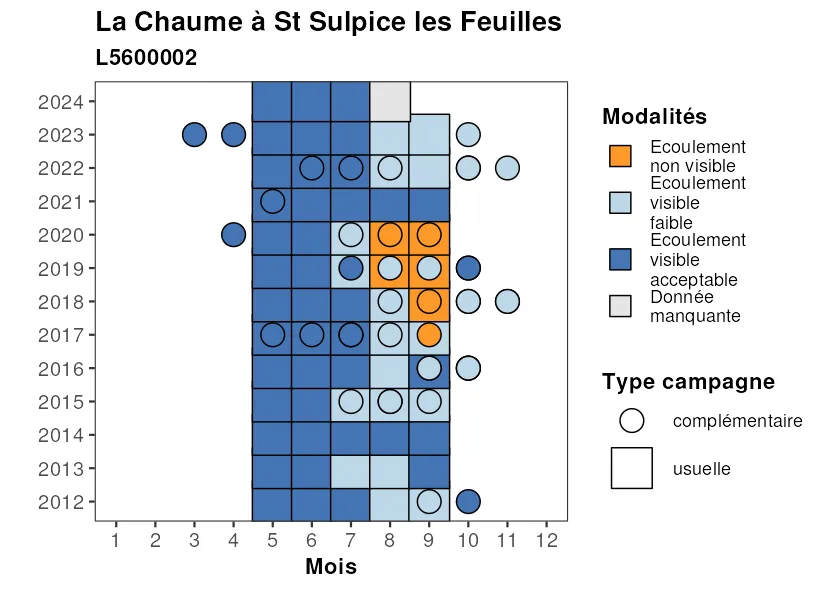 La Chaume à St Sulpice les Feuilles
L5600002
2024
2023
2022
2021
2020
2019
2018
2017
2016
2015
2014
2013
2012
1 2 3 4 5 6 7 8 9 10 11 12
Mois
Modalités
Ecoulement
non visible
Ecoulement
visible
faible
Ecoulement
visible
acceptable
Donnée
manquante
Type campagne
complémentaire
usuelle